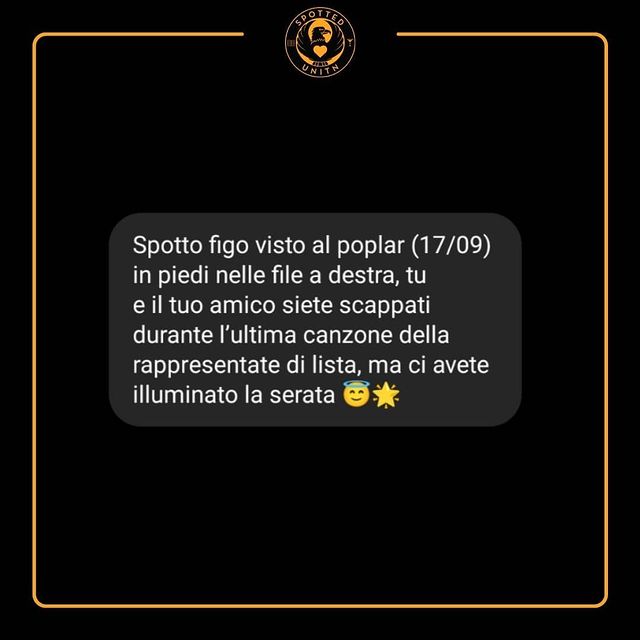 SPOTTED
UNITN
Spotto figo visto al poplar (17/09)
in piedi nelle file a destra, tu
e il tuo amico siete scappati
durante l’ultima canzone della
rappresentate di lista, ma ci avete
illuminato la serata 😇🌟